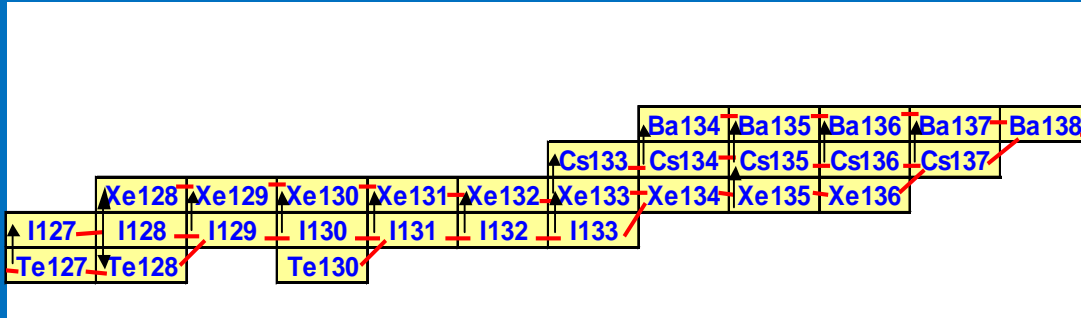 Ba134 Ba135 Ba136 Ba137 Ba138
Cs133 Cs134 Cs135 Cs136 Cs137
Xe128 Xe129 Xe130 Xe131 Xe132 Xe133 Xe134 Xe135 Xe136
I127 I128 I129 I130 I131 I132 I133
Te127 Te128 Te130